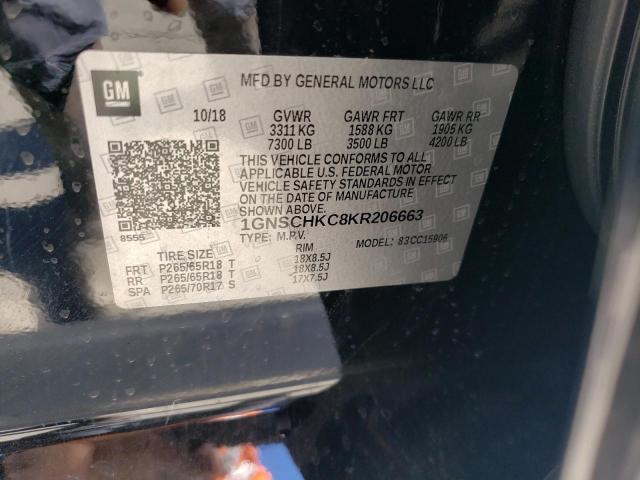 GM
MFD BY GENERAL MOTORS LLC
10/18 GVWR GAWR FRT GAWR RR
3311 KG 1588 KG 1905 KG
7300 LB 3500 LB 4200 LB
THIS VEHICLE CONFORMS TO ALL
APPLICABLE U.S. FEDERAL MOTOR
VEHICLE SAFETY STANDARDS IN EFFECT
ON THE DATE OF MANUFACTURE SHOWN ABOVE.
1GNSCHKC8KR206663
8555
TYPE: M.P.V. MODEL: 83CC15906
TIRE SIZE RIM
FRT P265/65R18 T 18X8.5J
RR P265/65R18 T 18X8.5J
SPA P265/70R17 S 17X7.5J